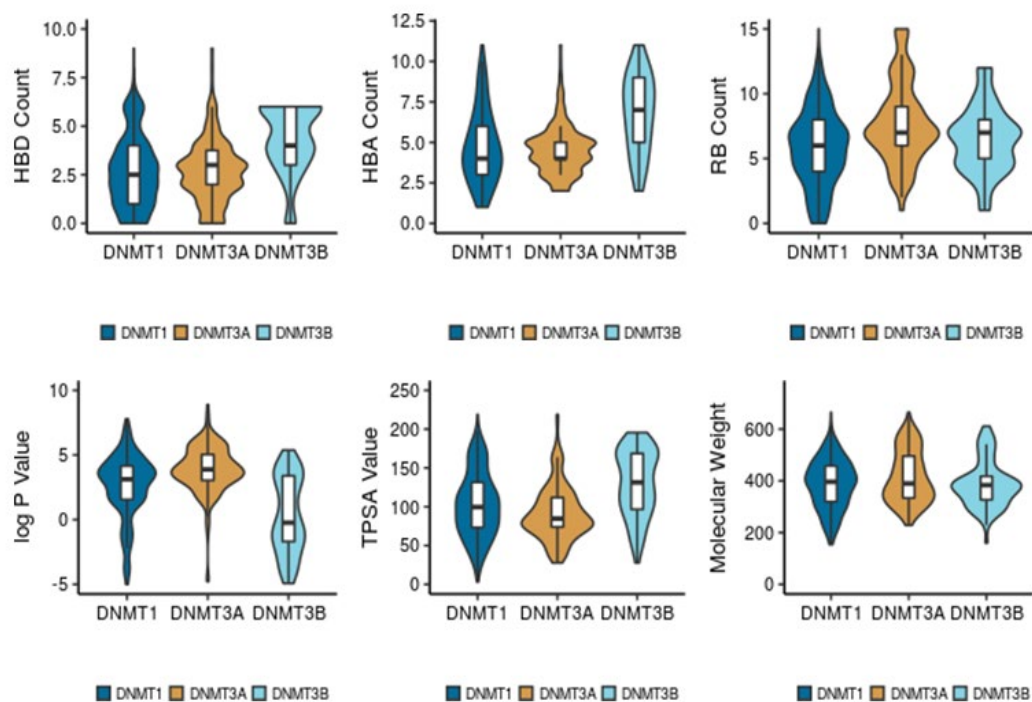 HBD Count
10.0
7.5
5.0
2.5
0.0
DNMT1 DNMT3A DNMT3B
DNMT1 DNMT3A DNMT3B
HBA Count
12.5
10.0
7.5
5.0
2.5
0.0
DNMT1 DNMT3A DNMT3B
DNMT1 DNMT3A DNMT3B
RB Count
15
10
5
0
DNMT1 DNMT3A DNMT3B
DNMT1 DNMT3A DNMT3B
log P Value
10
5
0
-5
DNMT1 DNMT3A DNMT3B
DNMT1 DNMT3A DNMT3B
TPSA Value
250
200
150
100
50
0
DNMT1 DNMT3A DNMT3B
DNMT1 DNMT3A DNMT3B
Molecular Weight
600
400
200
0
DNMT1 DNMT3A DNMT3B
DNMT1 DNMT3A DNMT3B